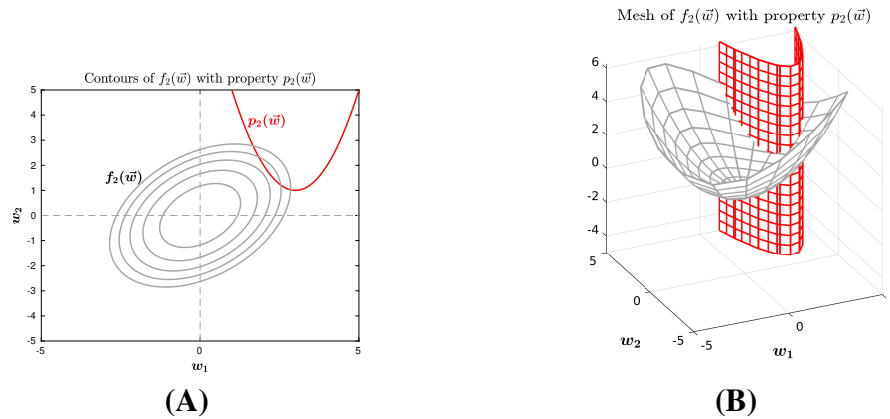 Contours of f₂(w⃗) with property p₂(w⃗)
5
4
3
2
1
0
-1
-2
-3
-4
-5
w₂
p₂(w⃗)
f₂(w⃗)
-5
0
5
w₁
(A)
Mesh of f₂(w⃗) with property p₂(w⃗)
6
4
2
0
-2
-4
5
0
-5
w₂
-5
0
w₁
(B)